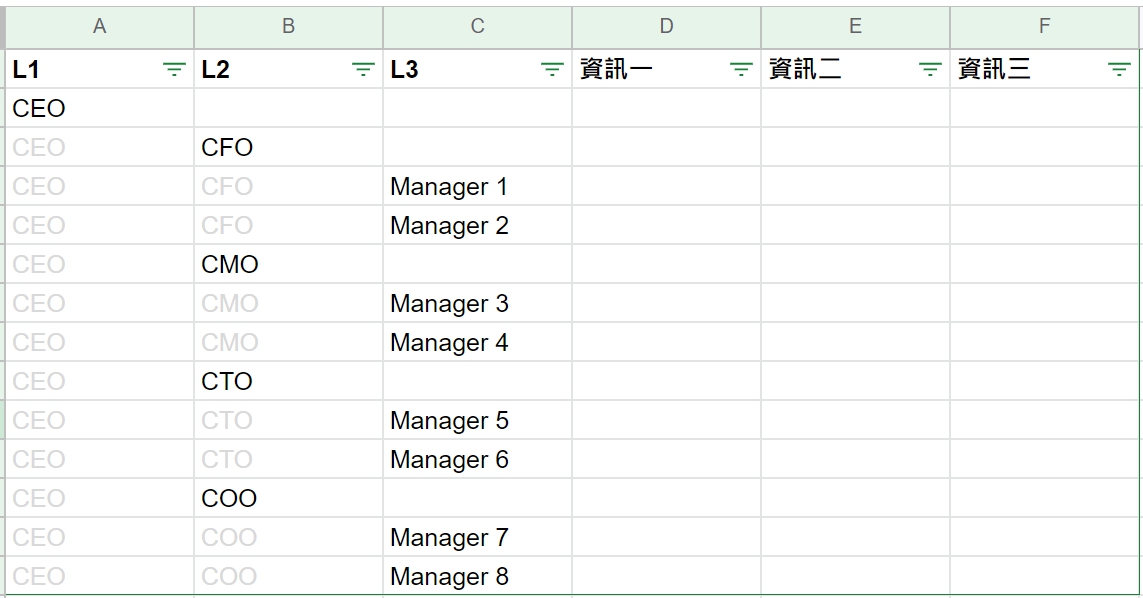 A B C D E F
L1 L2 L3 資訊一 資訊二 資訊三
CEO
CEO CFO
CEO CFO Manager 1
CEO CFO Manager 2
CEO CMO
CEO CMO Manager 3
CEO CMO Manager 4
CEO CTO
CEO CTO Manager 5
CEO CTO Manager 6
CEO COO
CEO COO Manager 7
CEO COO Manager 8